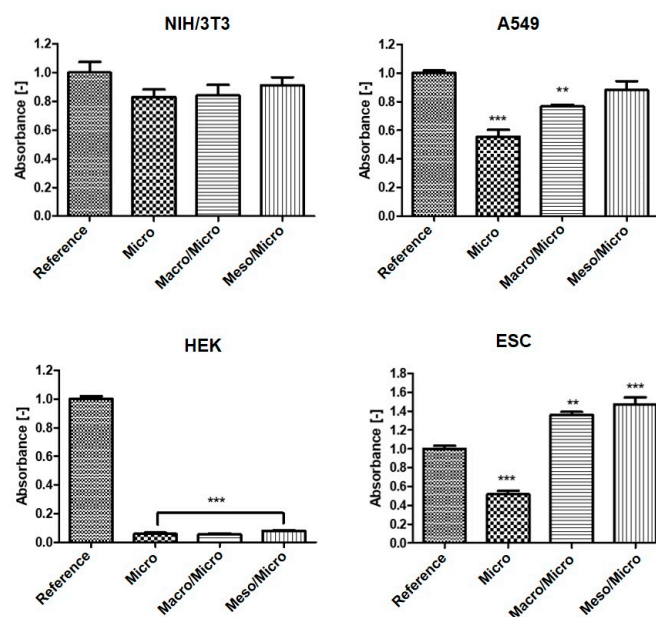 NIH/3T3
1.2
1.0
0.8
0.6
0.4
0.2
0.0
Absorbance [-]
Reference
Micro
Macro/Micro
Meso/Micro
A549
1.2
1.0
0.8
0.6
0.4
0.2
0.0
Absorbance [-]
***
**
Reference
Micro
Macro/Micro
Meso/Micro
HEK
1.2
1.0
0.8
0.6
0.4
0.2
0.0
Absorbance [-]
***
Reference
Micro
Macro/Micro
Meso/Micro
ESC
1.8
1.6
1.4
1.2
1.0
0.8
0.6
0.4
0.2
0.0
Absorbance [-]
***
**
***
Reference
Micro
Macro/Micro
Meso/Micro